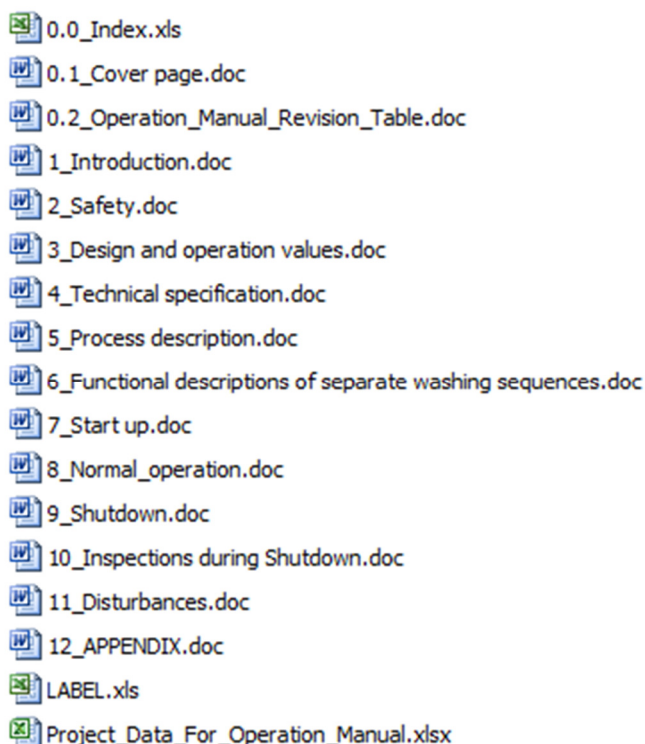 0.0_Index.xls
0.1_Cover page.doc
0.2_Operation_Manual_Revision_Table.doc
1_Introduction.doc
2_Safety.doc
3_Design and operation values.doc
4_Technical specification.doc
5_Process description.doc
6_Functional descriptions of separate washing sequences.doc
7_Start up.doc
8_Normal_operation.doc
9_Shutdown.doc
10_Inspections during Shutdown.doc
11_Disturbances.doc
12_APPENDIX.doc
LABEL.xls
Project_Data_For_Operation_Manual.xlsx